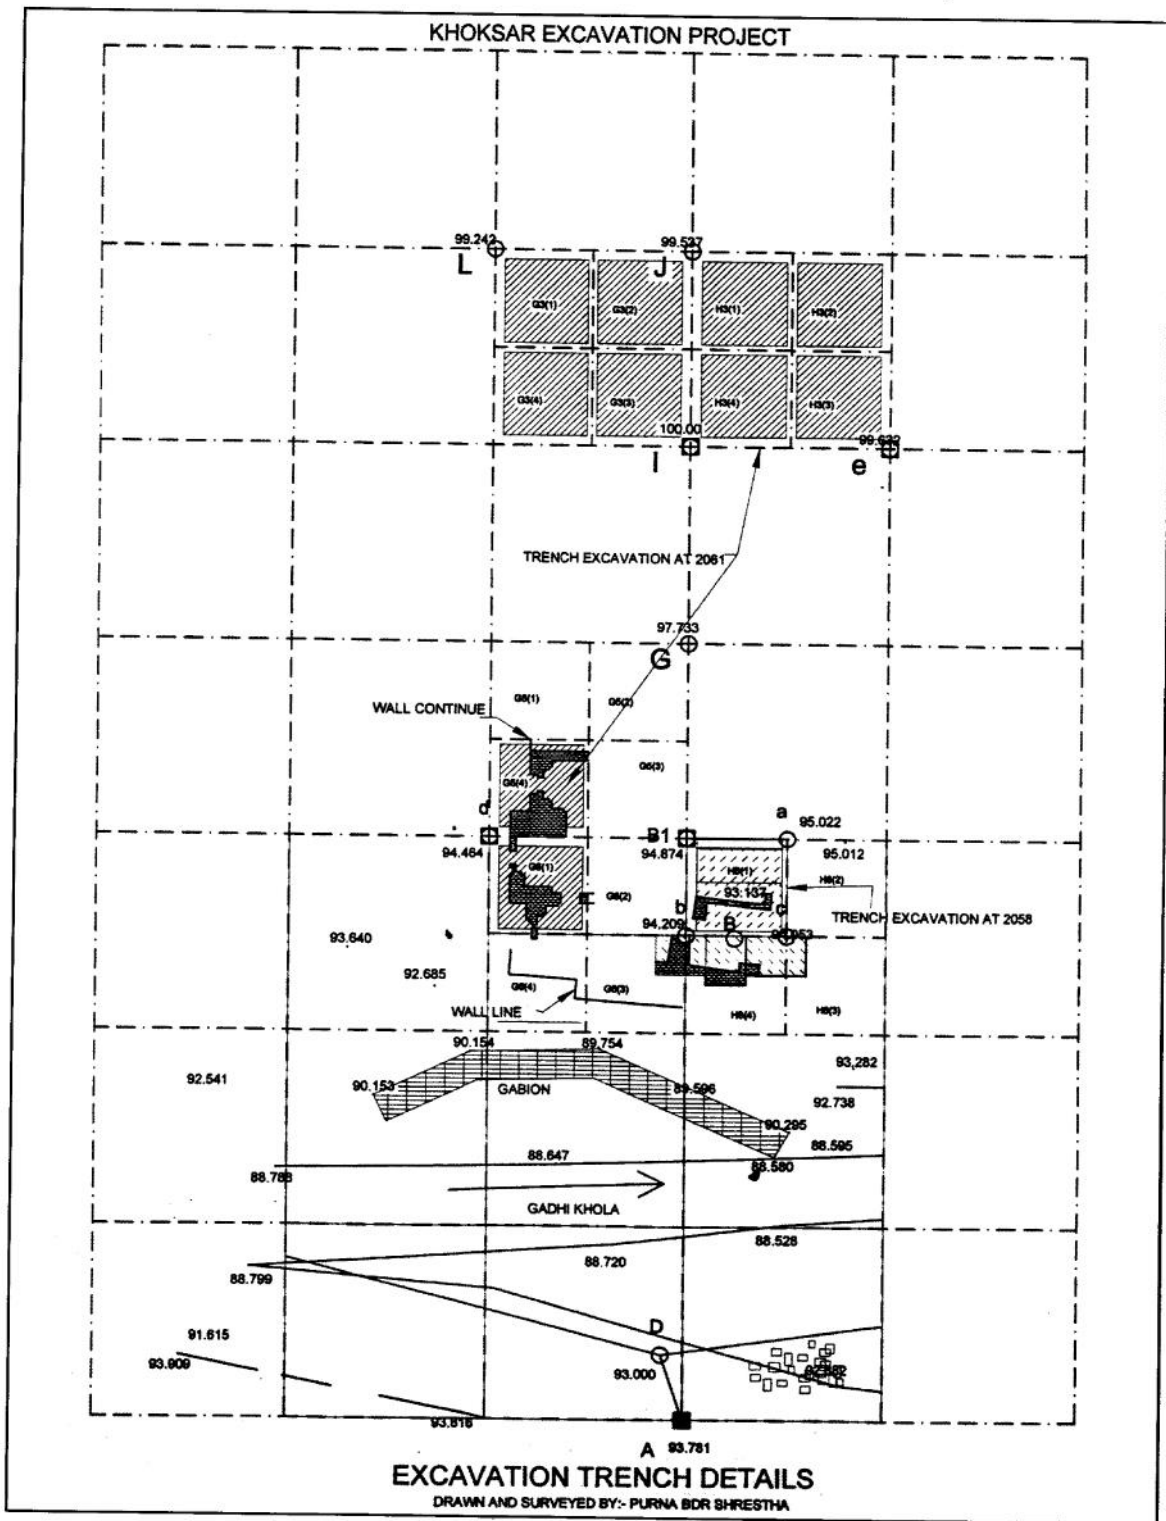 KHOKSAR EXCAVATION PROJECT
99.242
99.537
L
J
G3(1)
G3(2)
H3(1)
H3(2)
G3(4)
G3(3)
H3(4)
H3(3)
100.00
I
e
TRENCH EXCAVATION AT 2061
97.733
G
G5(1)
G5(2)
WALL CONTINUE
G5(3)
G5(4)
d
a
B1
95.022
94.464
94.874
95.012
G6(1)
H6(1)
H6(2)
93.137
G6(2)
b
c
TRENCH EXCAVATION AT 2058
94.209
B
93.640
92.685
G6(4)
G6(3)
WALL LINE
H6(4)
H6(3)
90.154
89.754
93,282
92.541
90.153
GABION
89.596
92.738
90.295
88.595
88.647
88.580
88.788
GADHI KHOLA
88.528
88.720
88.799
91.615
D
93.909
93.000
93.816
A 93.781
EXCAVATION TRENCH DETAILS
DRAWN AND SURVEYED BY:- PURNA BDR SHRESTHA